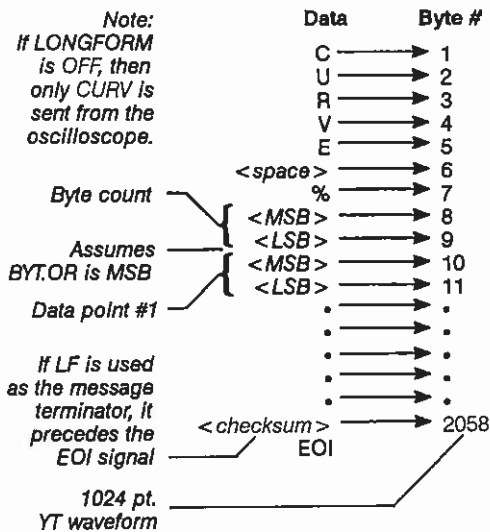 Note:
If LONGFORM
is OFF, then
only CURV is
sent from the
oscilloscope.
Byte count
Assumes
BYT.OR is MSB
Data point #1
If LF is used
as the message
terminator, it
precedes the
EOI signal
1024 pt.
YT waveform
Data Byte #
C 1
U 2
R 3
V 4
E 5
<space> 6
% 7
<MSB> 8
<LSB> 9
<MSB> 10
<LSB> 11
. .
. .
. .
. .
. .
<checksum> 2058
EOI